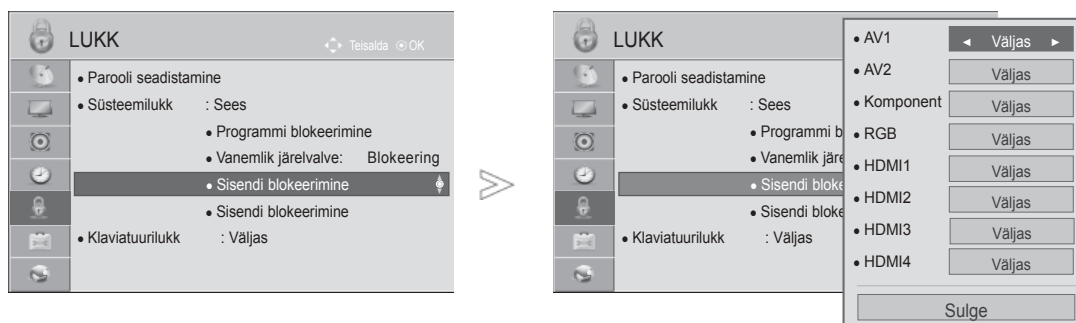 LUKK
Teisalda ⊙ OK
• Parooli seadistamine
• Süsteemilukk : Sees
• Programmi blokeerimine
• Vanemlik järelvalve: Blokeering
• Sisendi blokeerimine
• Sisendi blokeerimine
• Klaviatuurilukk : Väljas
LUKK
• Parooli seadistamine
• Süsteemilukk : Sees
• Programmi b
• Vanemlik järe
• Sisendi bloke
• Sisendi bloke
• Klaviatuurilukk : Väljas
• AV1 ◄ Väljas ►
• AV2 Väljas
• Komponent Väljas
• RGB Väljas
• HDMI1 Väljas
• HDMI2 Väljas
• HDMI3 Väljas
• HDMI4 Väljas
Sulge